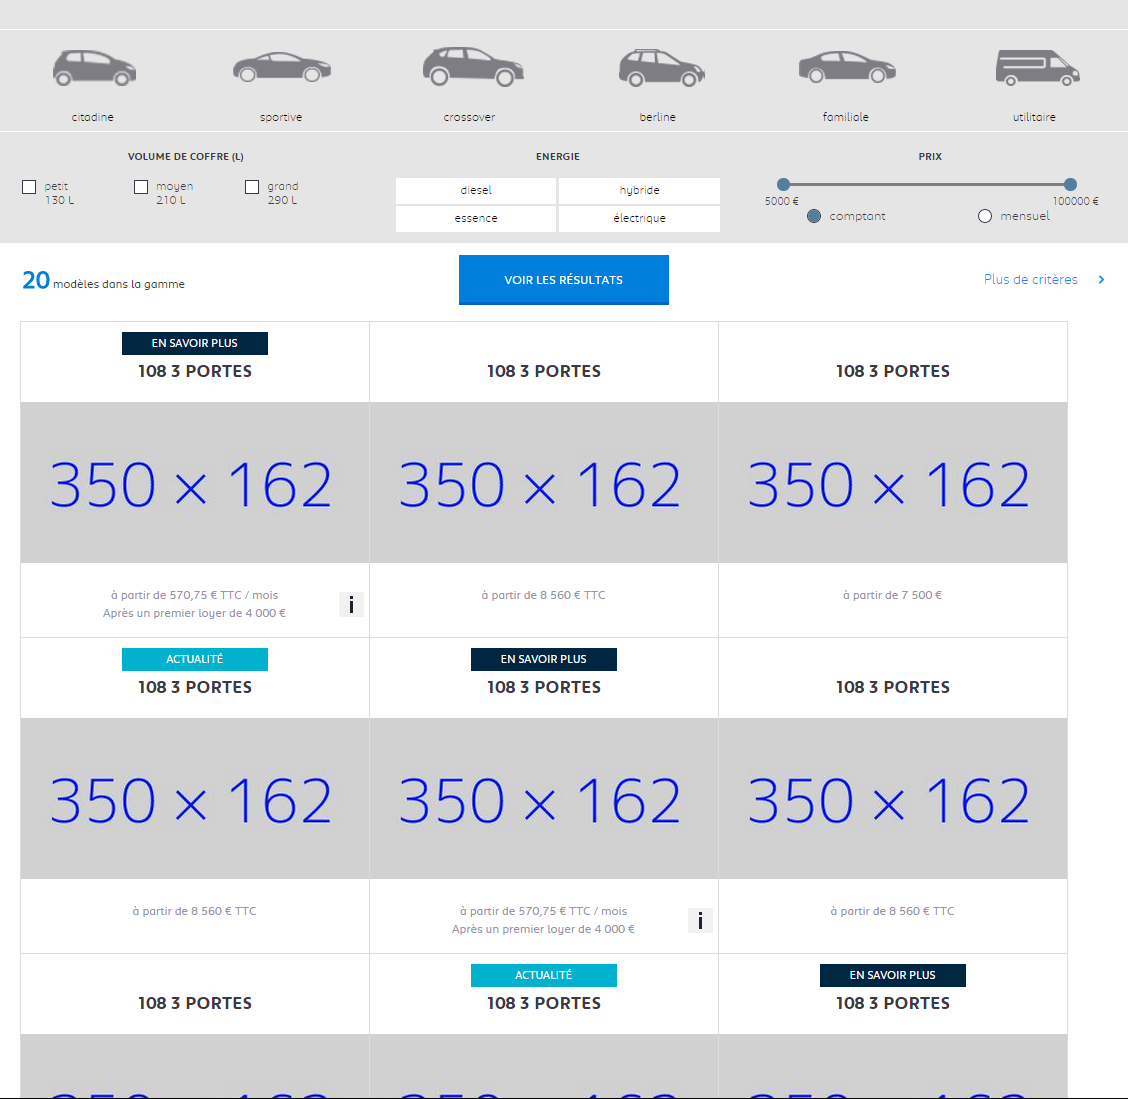 citadine
sportive
crossover
berline
familiale
utilitaire
VOLUME DE COFFRE (L)
petit
130 L
moyen
210 L
grand
290 L
ENERGIE
diesel
hybride
essence
électrique
PRIX
5000 €
100000 €
comptant
mensuel
20 modèles dans la gamme
VOIR LES RÉSULTATS
Plus de critères
EN SAVOIR PLUS
108 3 PORTES
108 3 PORTES
108 3 PORTES
350 × 162
350 × 162
350 × 162
à partir de 570,75 € TTC / mois
Après un premier loyer de 4 000 €
i
à partir de 8 560 € TTC
à partir de 7 500 €
ACTUALITÉ
108 3 PORTES
EN SAVOIR PLUS
108 3 PORTES
108 3 PORTES
350 × 162
350 × 162
350 × 162
à partir de 8 560 € TTC
à partir de 570,75 € TTC / mois
Après un premier loyer de 4 000 €
i
à partir de 8 560 € TTC
108 3 PORTES
ACTUALITÉ
108 3 PORTES
EN SAVOIR PLUS
108 3 PORTES